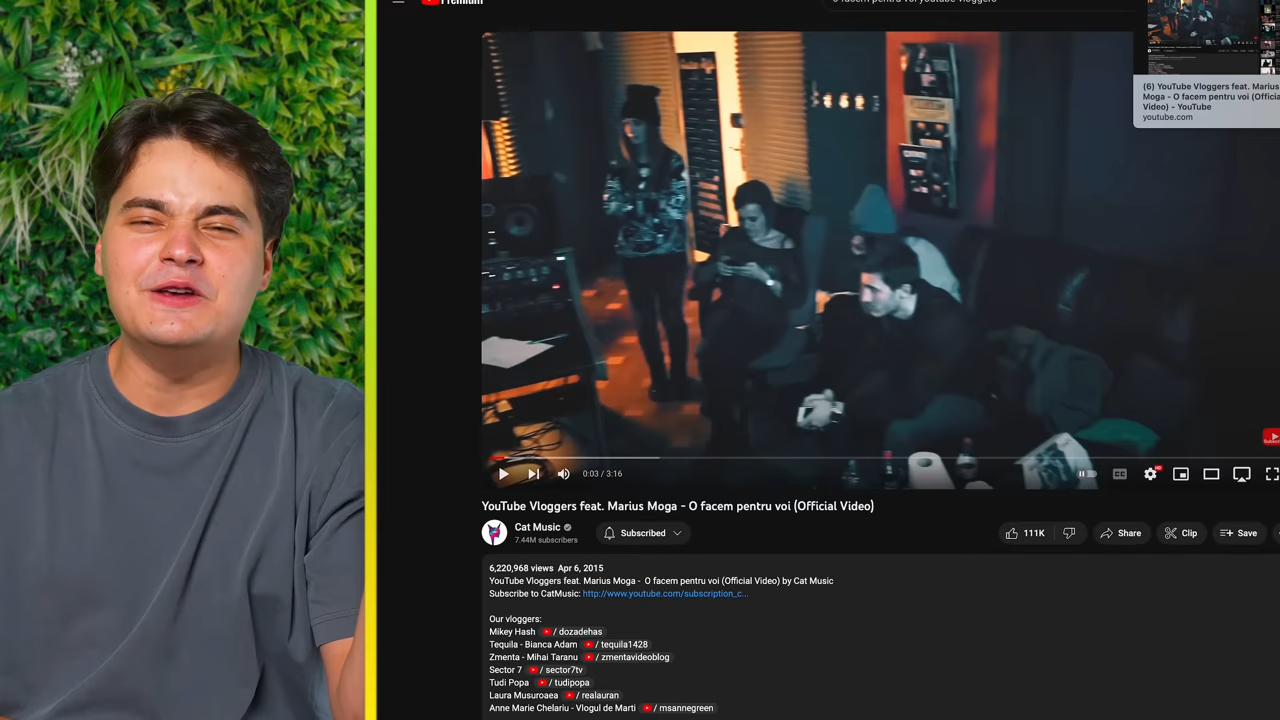 Premium
(6) YouTube Vloggers feat. Marius
Moga - O facem pentru voi (Official
Video) - YouTube
youtube.com
0:03 / 3:16
YouTube Vloggers feat. Marius Moga - O facem pentru voi (Official Video)
Cat Music
7.44M subscribers
Subscribed
111K
Share
Clip
Save
6,220,968 views Apr 6, 2015
YouTube Vloggers feat. Marius Moga - O facem pentru voi (Official Video) by Cat Music
Subscribe to CatMusic: http://www.youtube.com/subscription_c...
Our vloggers:
Mikey Hash / dozadehas
Tequila - Bianca Adam / tequila1428
Zmenta - Mihai Taranu / zmentavideoblog
Sector 7 / sector7tv
Tudi Popa / tudipopa
Laura Musuroaea / realauran
Anne Marie Chelariu - Vlogul de Marti / msannegreen